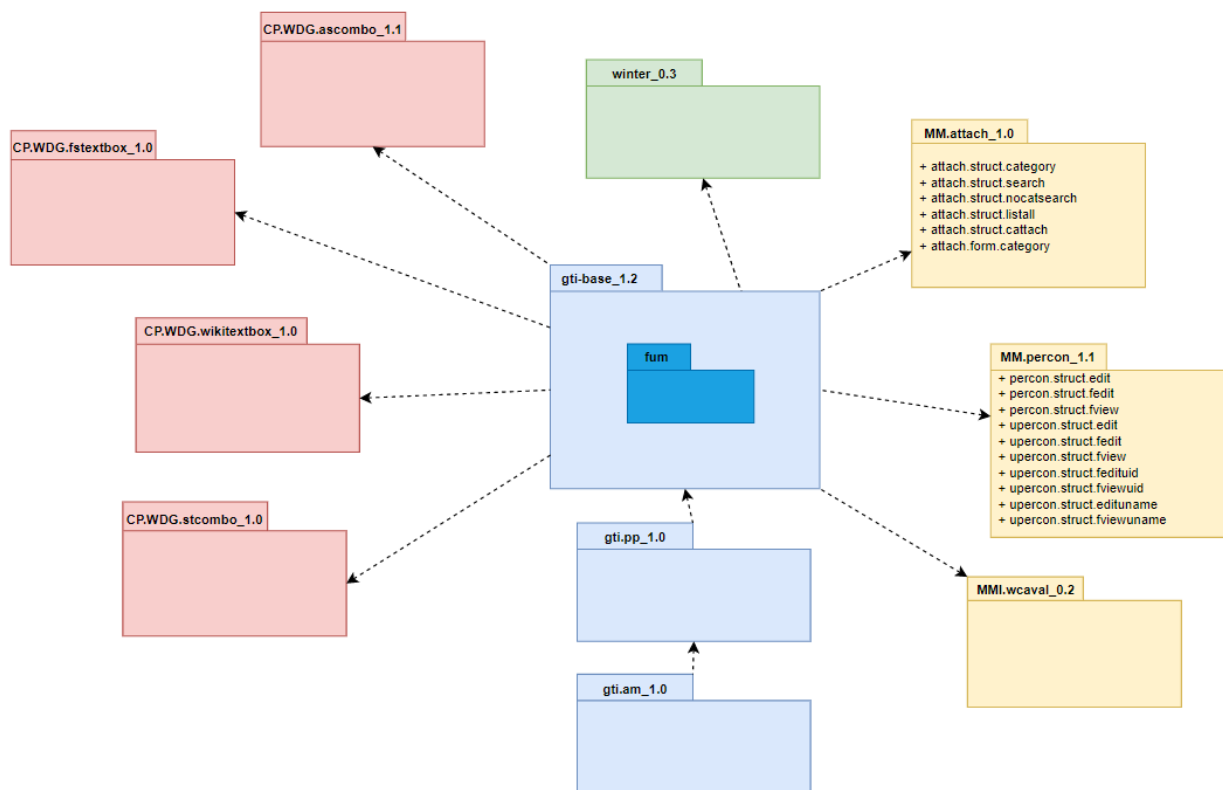 CP.WDG.ascombo_1.1
winter_0.3
MM.attach_1.0
+ attach.struct.category
+ attach.struct.search
+ attach.struct.nocatsearch
+ attach.struct.listall
+ attach.struct.cattach
+ attach.form.category
CP.WDG.fstextbox_1.0
gti-base_1.2
fum
CP.WDG.wikitextbox_1.0
MM.percon_1.1
+ percon.struct.edit
+ percon.struct.fedit
+ percon.struct.fview
+ upercon.struct.edit
+ upercon.struct.fedit
+ upercon.struct.fview
+ upercon.struct.fedituid
+ upercon.struct.fviewuid
+ upercon.struct.edituname
+ upercon.struct.fviewuname
CP.WDG.stcombo_1.0
gti.pp_1.0
MMI.wcaval_0.2
gti.am_1.0